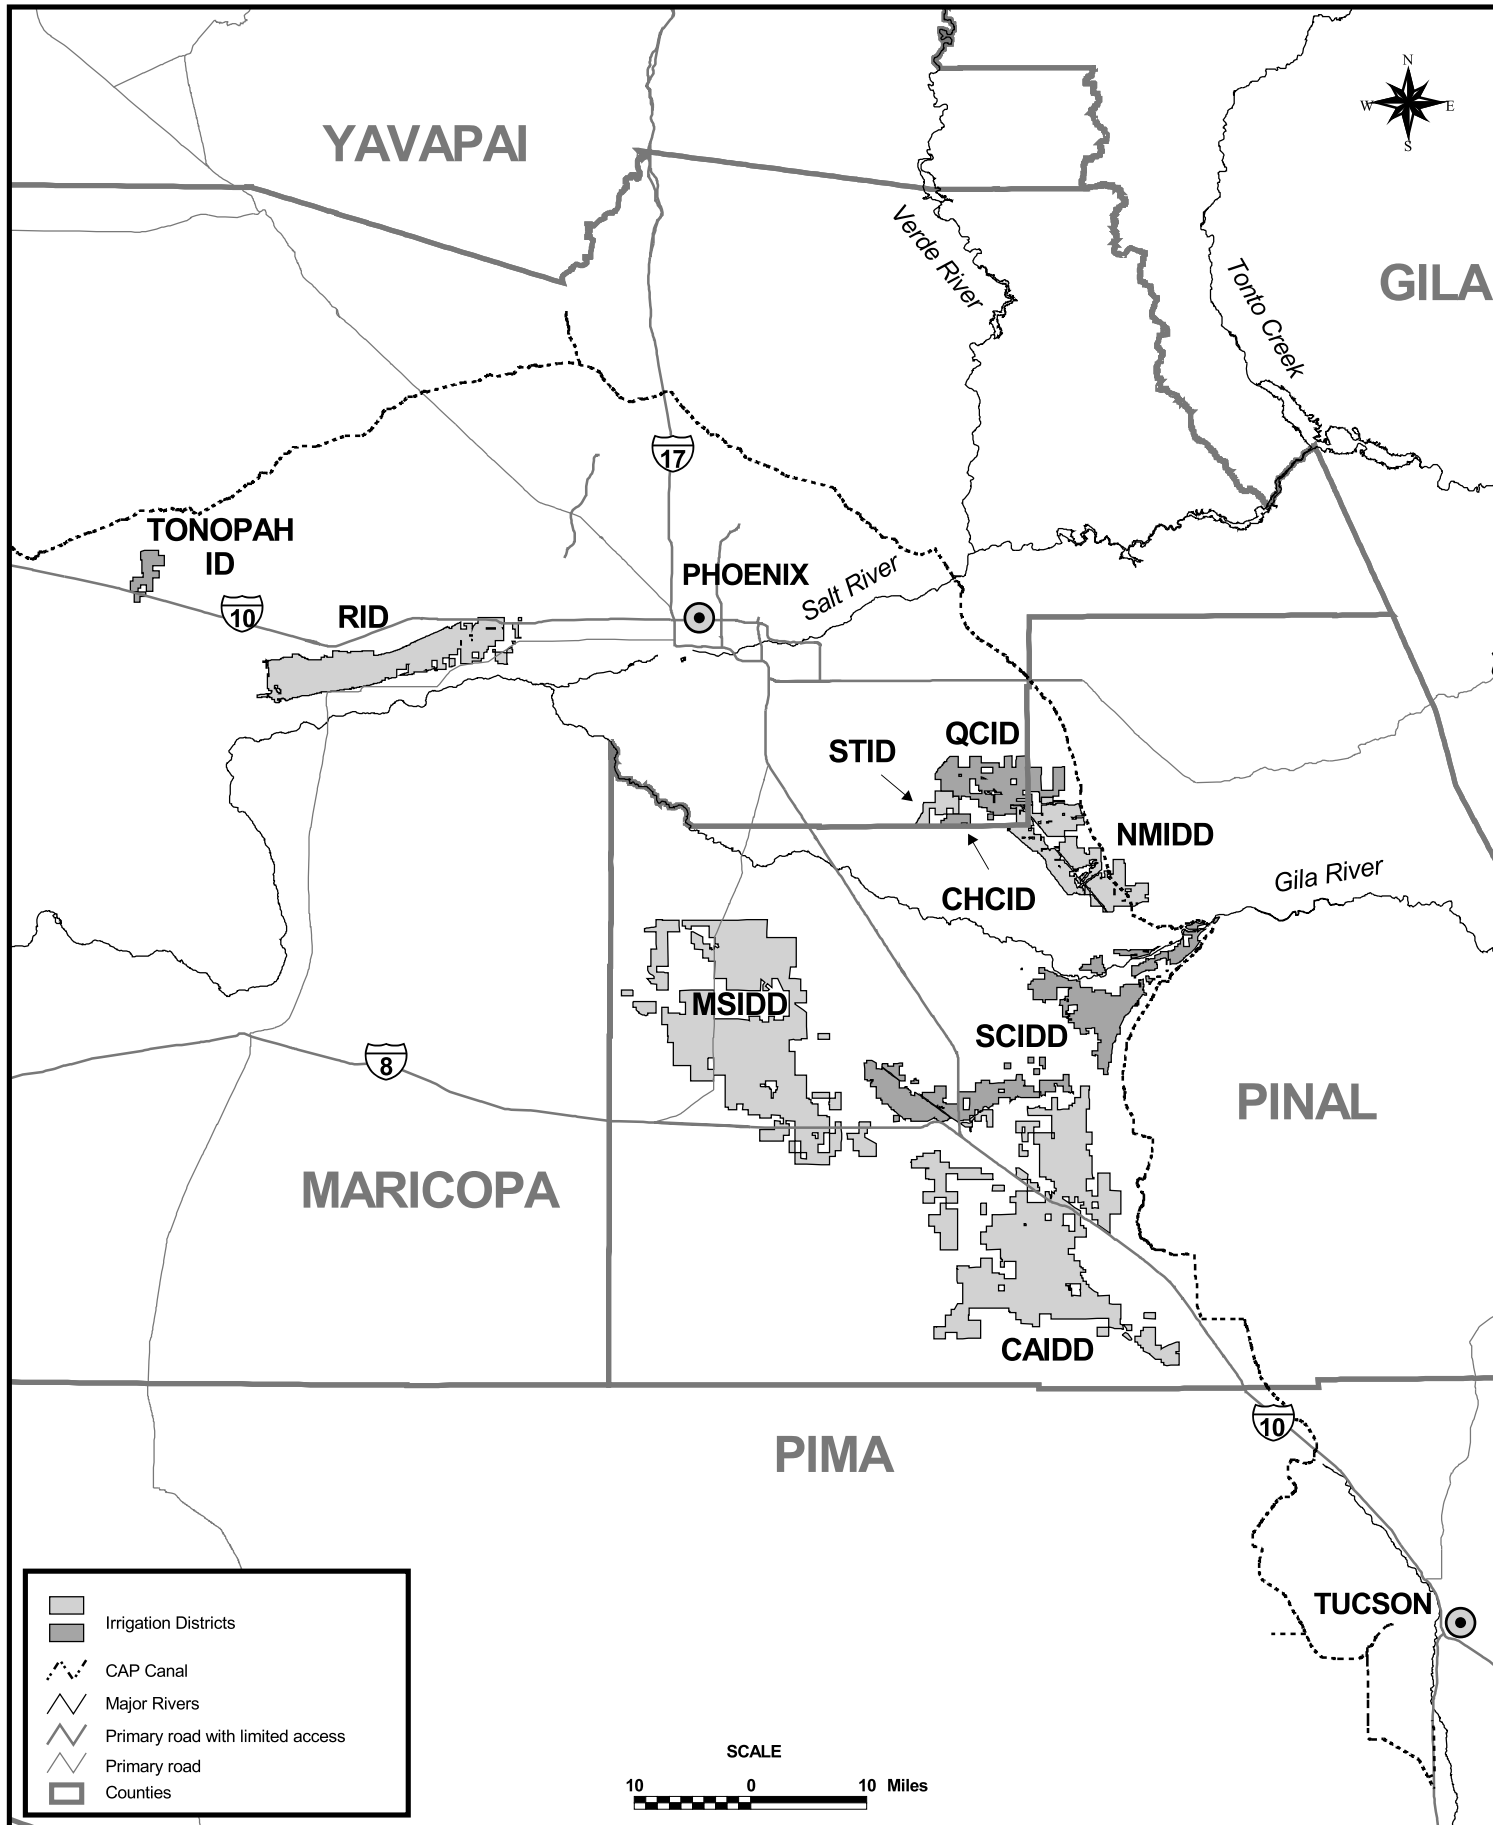 N
W E
S
YAVAPAI
GILA
Verde River
Tonto Creek
17
TONOPAH
ID
10
RID
PHOENIX
Salt River
STID
QCID
NMIDD
CHCID
Gila River
MSIDD
SCIDD
8
PINAL
MARICOPA
CAIDD
10
PIMA
TUCSON
Irrigation Districts
CAP Canal
Major Rivers
Primary road with limited access
Primary road
Counties
SCALE
10 0 10 Miles